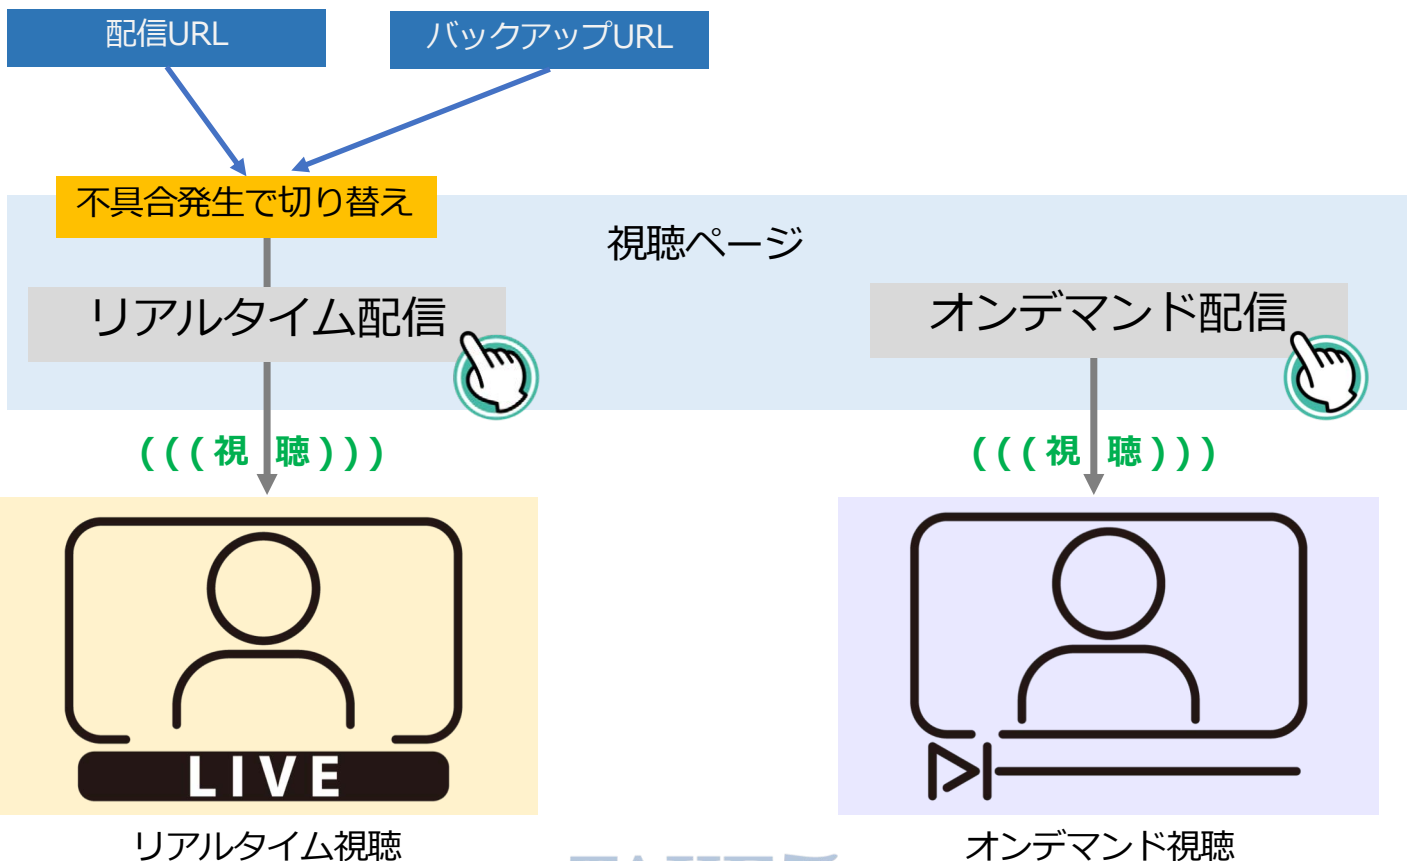 配信URL
バックアップURL
不具合発生で切り替え
視聴ページ
リアルタイム配信
オンデマンド配信
(((視 聴)))
(((視 聴)))
LIVE
リアルタイム視聴
オンデマンド視聴